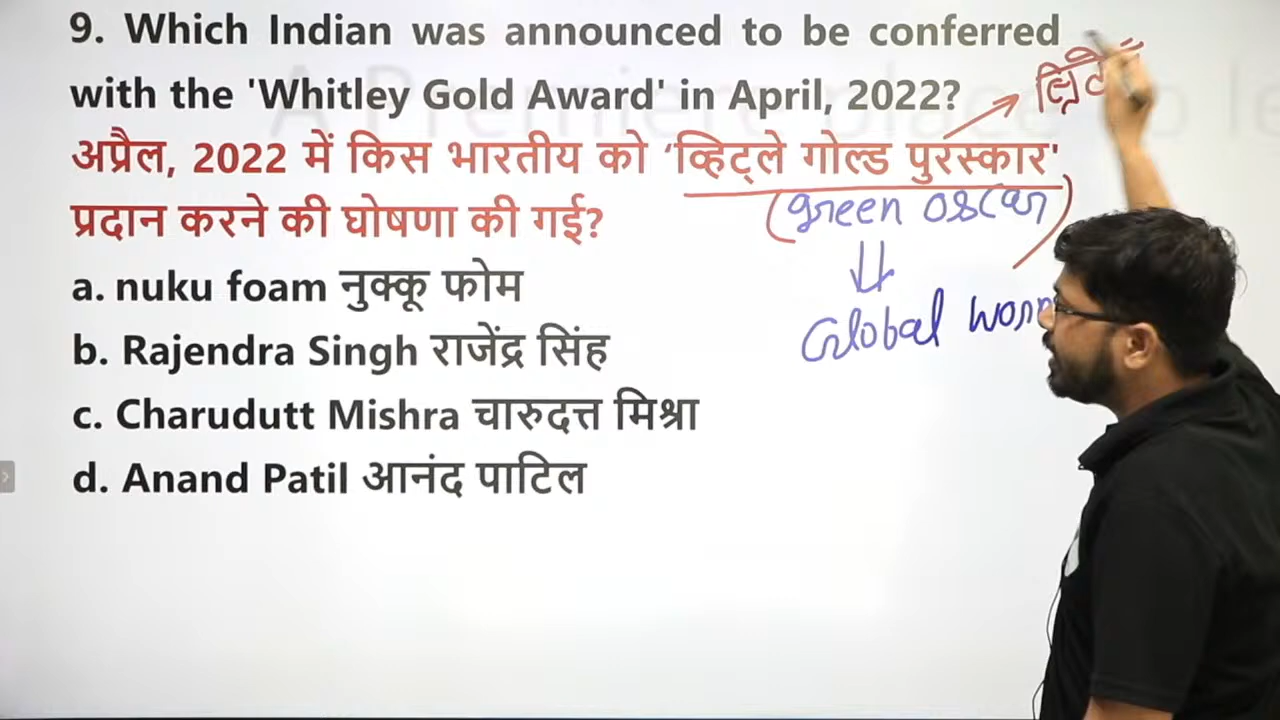 9. Which Indian was announced to be conferred
with the 'Whitley Gold Award' in April, 2022?
अप्रैल, 2022 में किस भारतीय को ‘व्हिट्ले गोल्ड पुरस्कार'
प्रदान करने की घोषणा की गई?
(green oscar)
Global
a. nuku foam नुक्कू फोम
b. Rajendra Singh राजेंद्र सिंह
c. Charudutt Mishra चारुदत्त मिश्रा
d. Anand Patil आनंद पाटिल